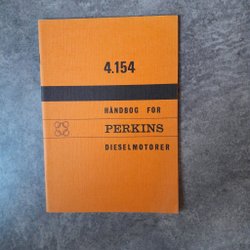 4.154
HÅNDBOG FOR
PERKINS
DIESELMOTORER